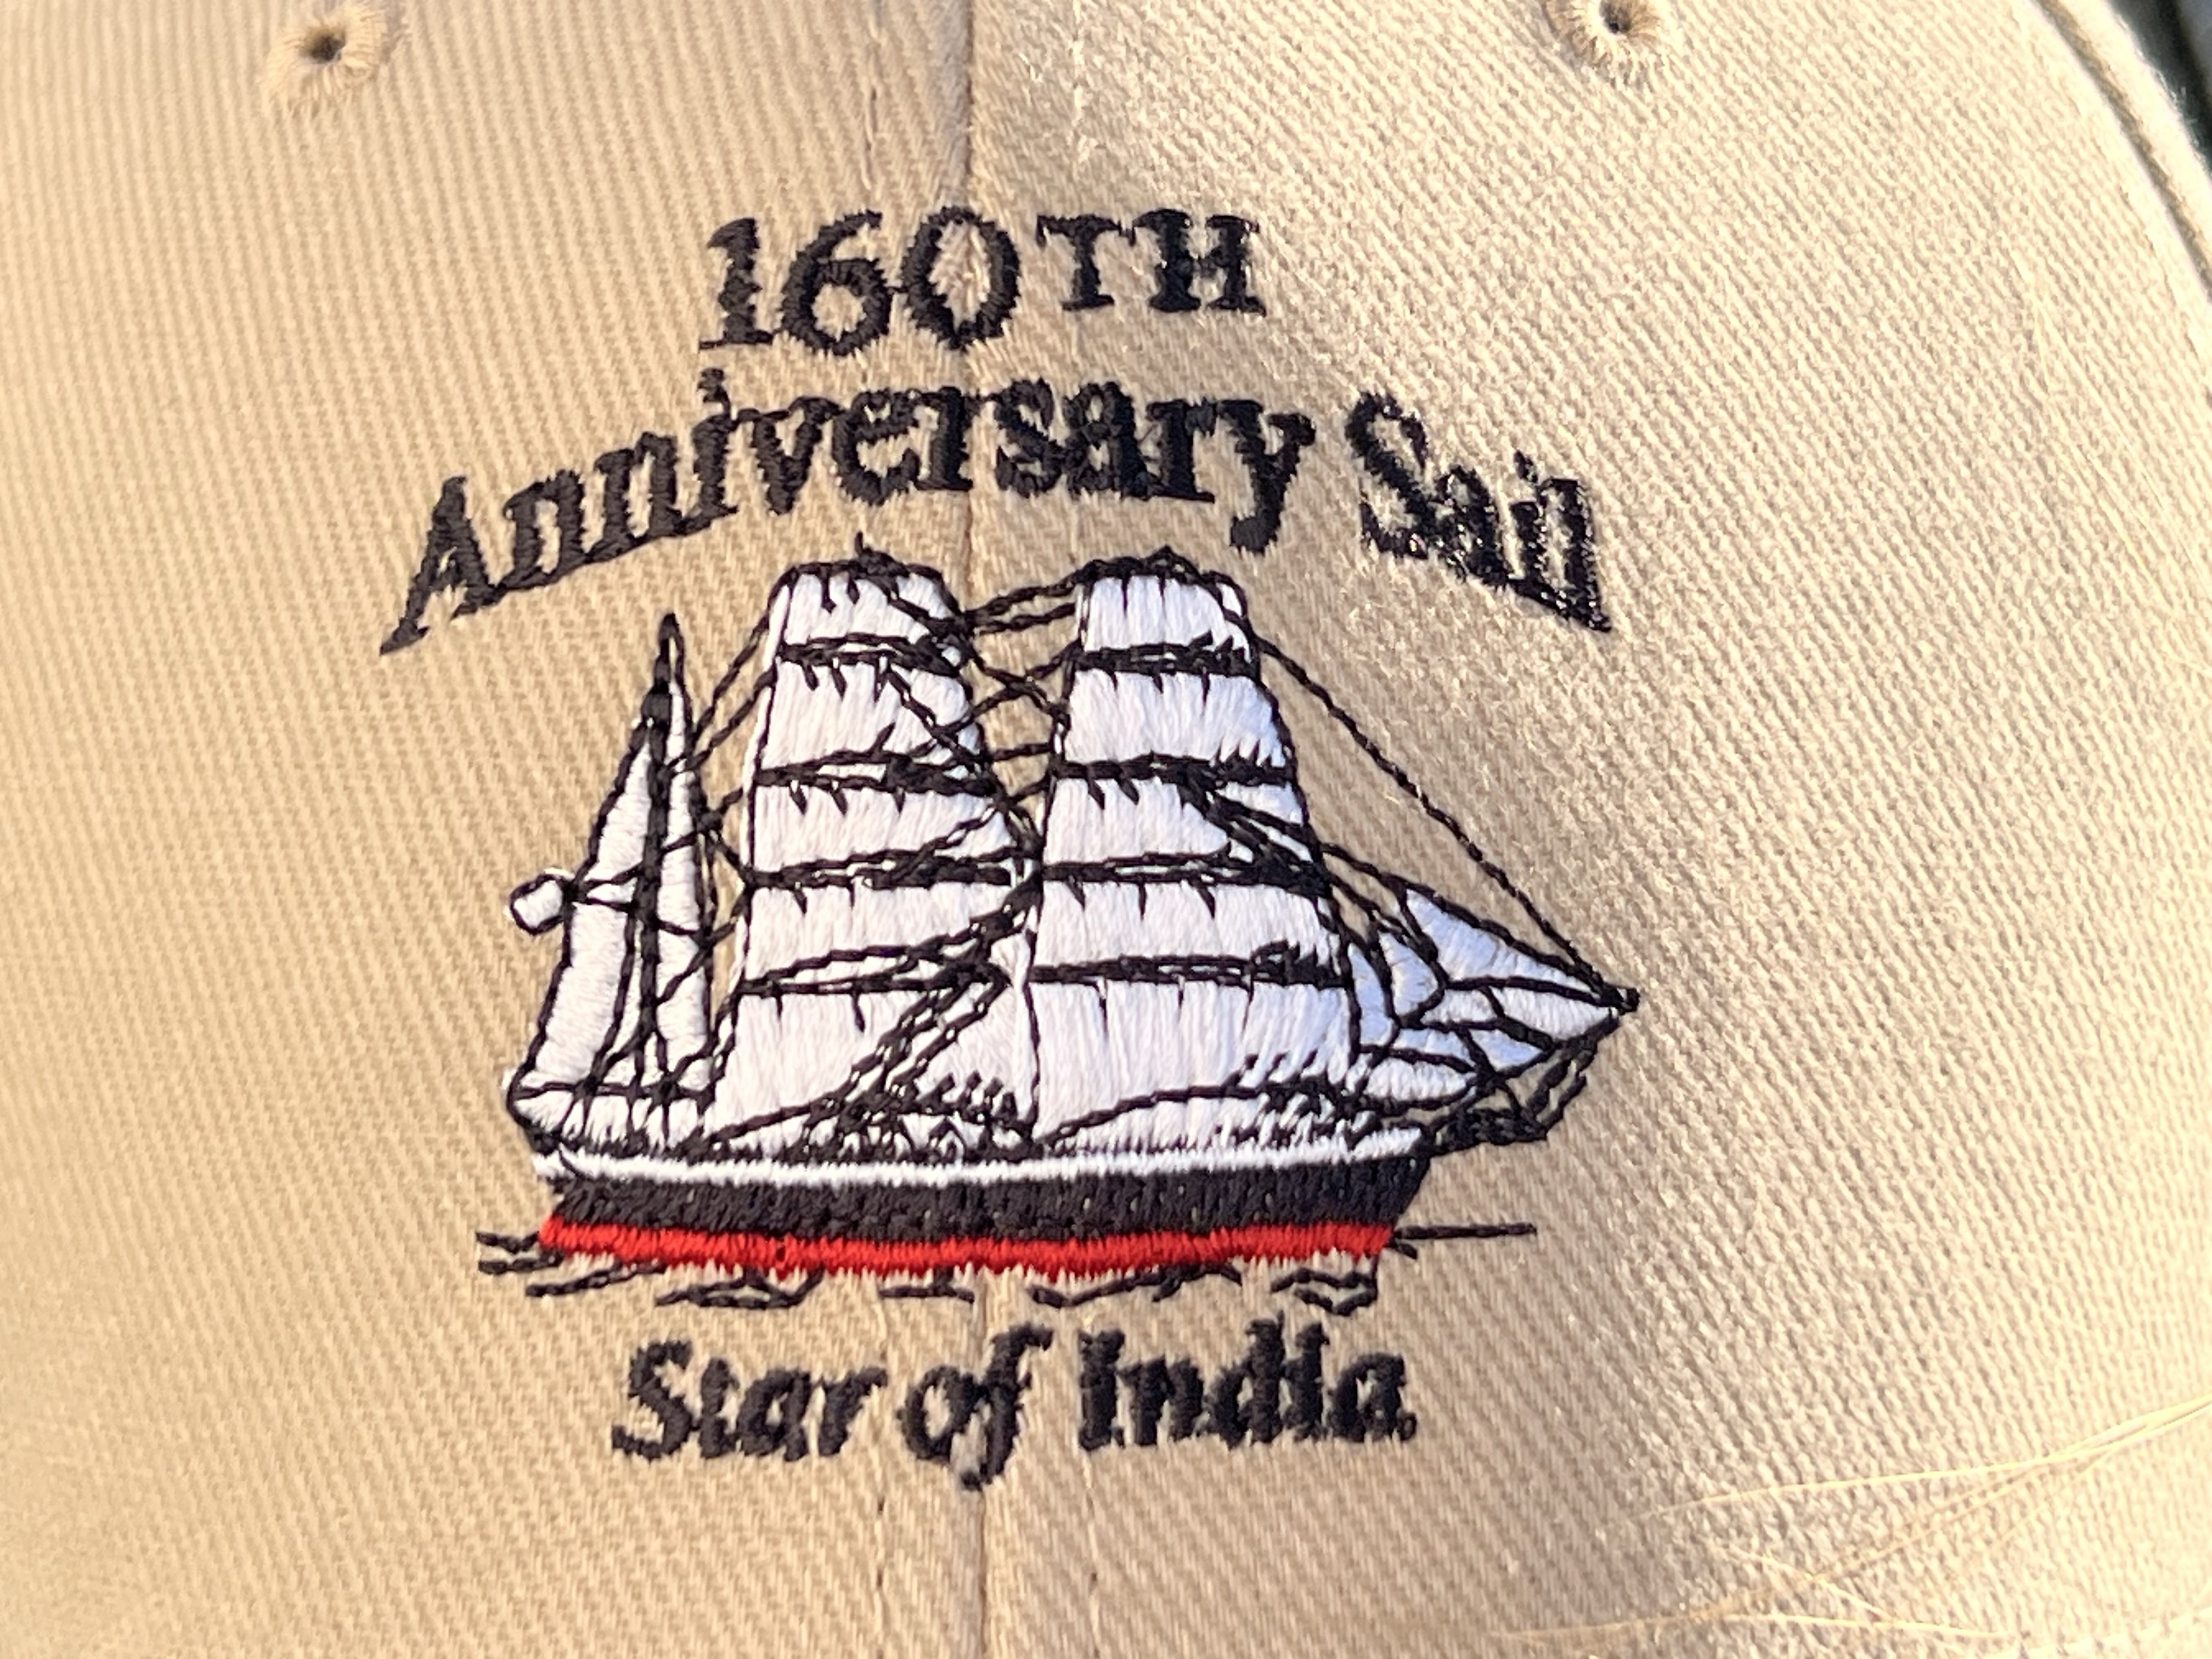 160TH
Anniversary Sail
Star of India